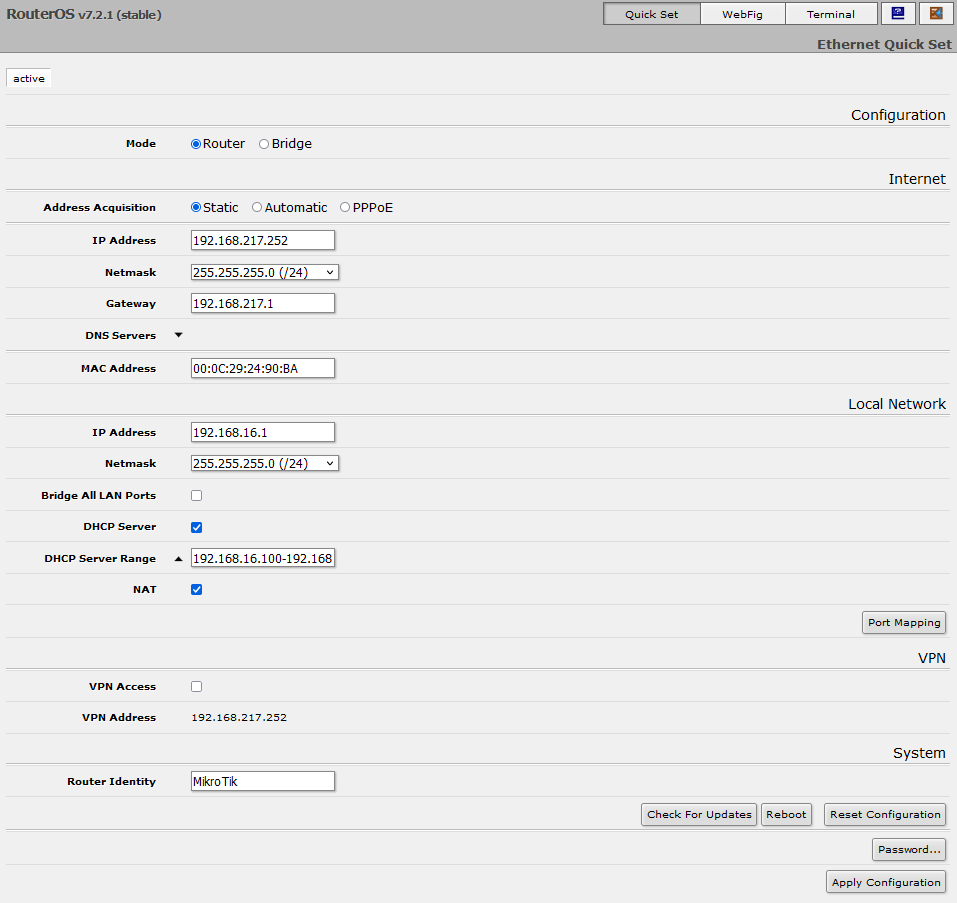 RouterOS v7.2.1 (stable) Quick Set WebFig Terminal
Ethernet Quick Set
active
Configuration
Mode Router Bridge
Internet
Address Acquisition Static Automatic PPPoE
IP Address 192.168.217.252
Netmask 255.255.255.0 (/24)
Gateway 192.168.217.1
DNS Servers
MAC Address 00:0C:29:24:90:BA
Local Network
IP Address 192.168.16.1
Netmask 255.255.255.0 (/24)
Bridge All LAN Ports
DHCP Server
DHCP Server Range 192.168.16.100-192.168
NAT
Port Mapping
VPN
VPN Access
VPN Address 192.168.217.252
System
Router Identity MikroTik
Check For Updates Reboot Reset Configuration
Password...
Apply Configuration